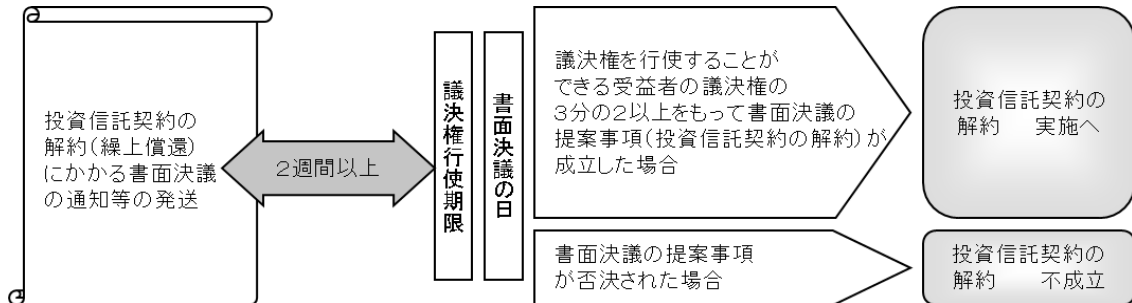 投資信託契約の
解約(繰上償還)
にかかる書面決議
の通知等の発送
２週間以上
議決権行使期限
書面決議の日
議決権を行使することが
できる受益者の議決権の
３分の２以上をもって書面決議の
提案事項(投資信託契約の解約)が
成立した場合
投資信託契約の
解約　実施へ
書面決議の提案事項
が否決された場合
投資信託契約の
解約　不成立